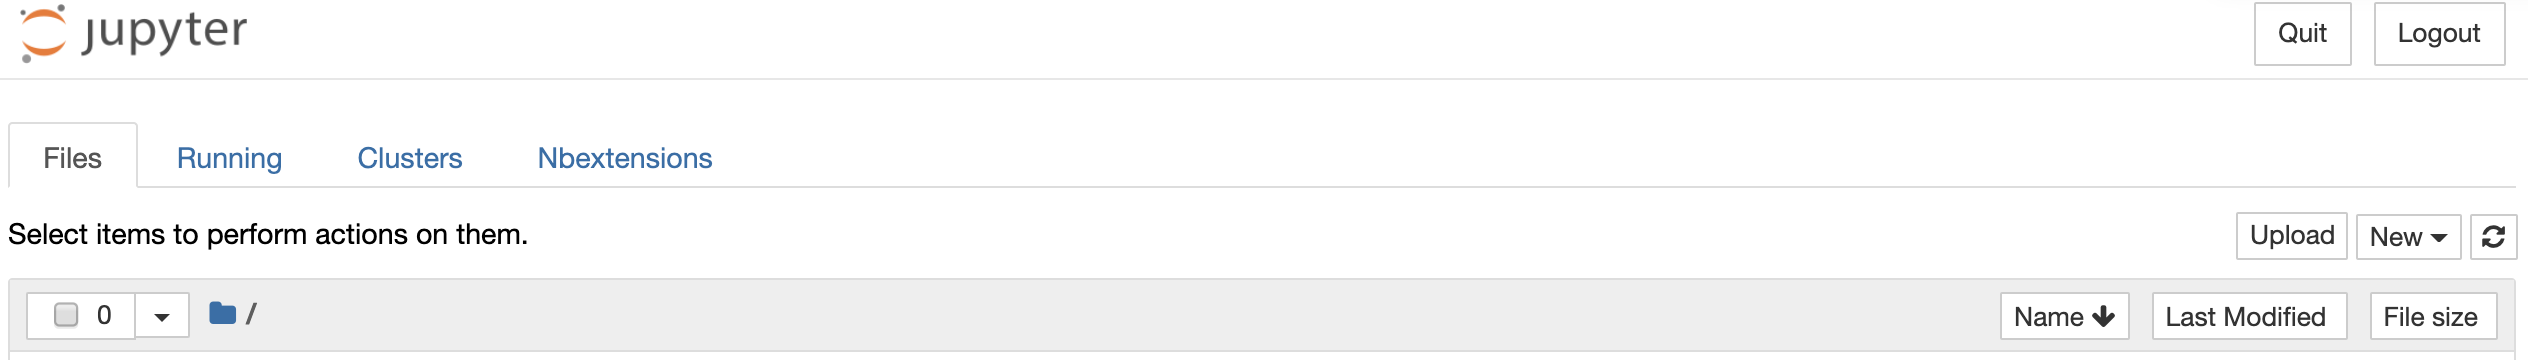 jupyter Quit Logout
Files Running Clusters Nbextensions
Select items to perform actions on them. Upload New
0 / Name Last Modified File size